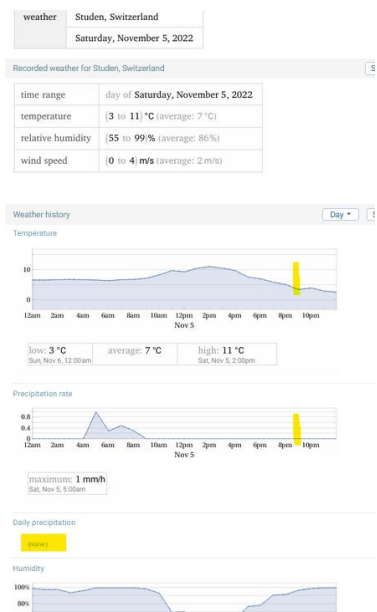 weather Studen, Switzerland
Saturday, November 5, 2022
Recorded weather for Studen, Switzerland
time range day of Saturday, November 5, 2022
temperature (3 to 11) °C (average: 7 °C)
relative humidity (55 to 99)% (average: 86%)
wind speed (0 to 4) m/s (average: 2 m/s)
Weather history Day
Temperature
10
0
12am 2am 4am 6am 8am 10am 12pm 2pm 4pm 6pm 8pm 10pm
Nov 5
low: 3 °C average: 7 °C high: 11 °C
Sun, Nov 6, 12:00am Sat, Nov 5, 2:00pm
Precipitation rate
0.8
0.4
0
12am 2am 4am 6am 8am 10am 12pm 2pm 4pm 6pm 8pm 10pm
Nov 5
maximum: 1 mm/h
Sat, Nov 5, 5:00am
Daily precipitation
(none)
Humidity
100%
80%